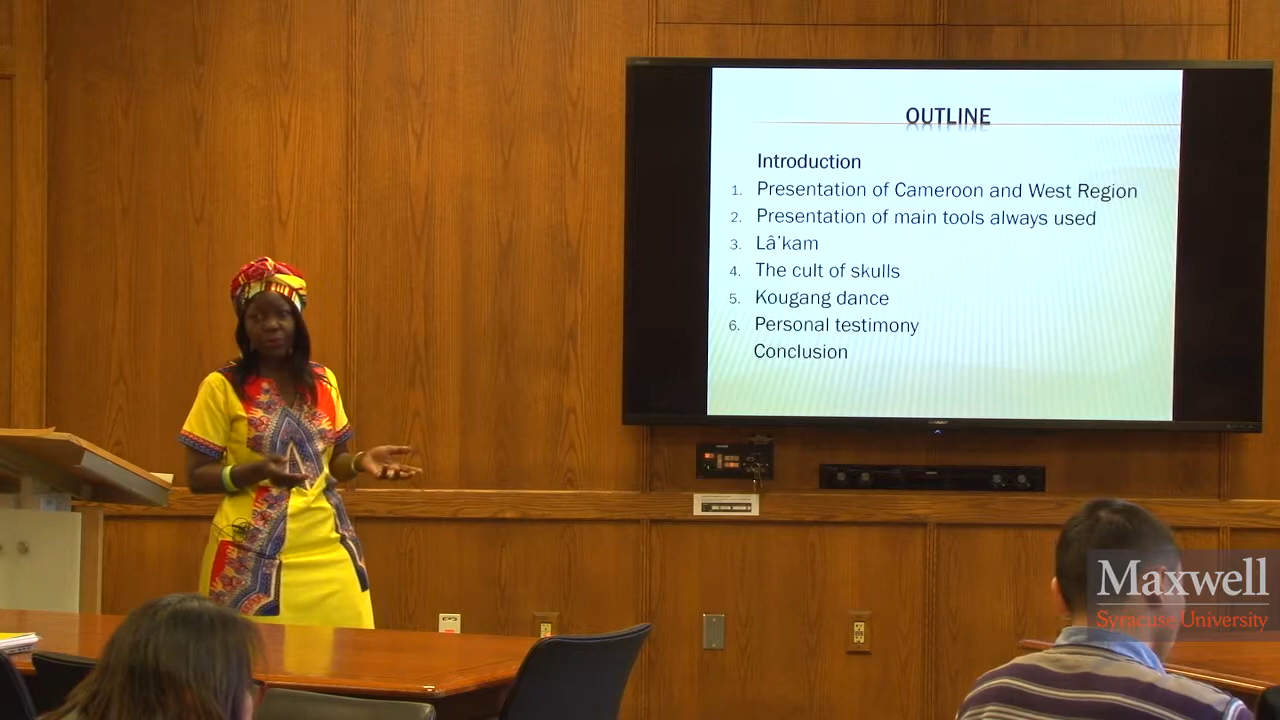 OUTLINE
Introduction
1. Presentation of Cameroon and West Region
2. Presentation of main tools always used
3. Lâ'kam
4. The cult of skulls
5. Kougang dance
6. Personal testimony
Conclusion
Maxwell
Syracuse University